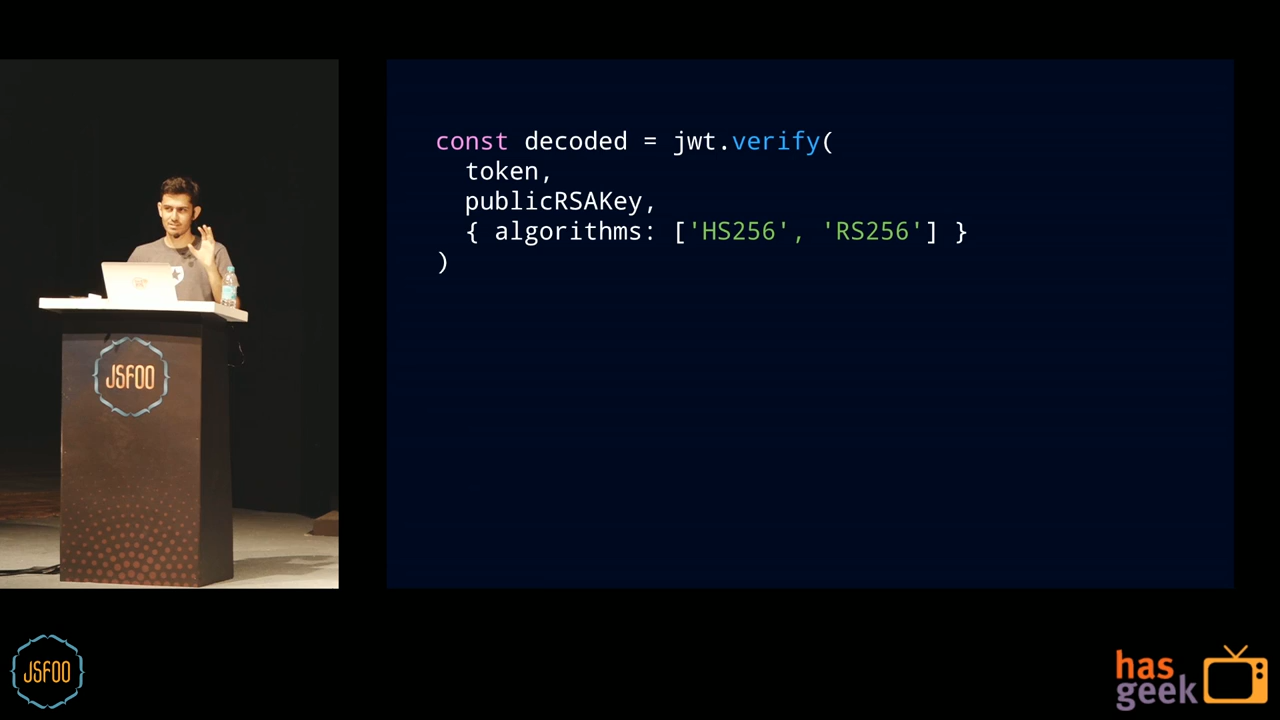 const decoded = jwt.verify(
token,
publicRSAKey,
{ algorithms: ['HS256', 'RS256'] }
)
JSFOO
JSFOO
has
geek